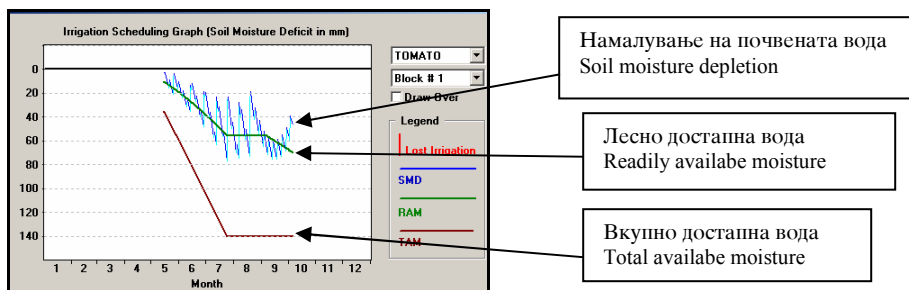 Irrigation Scheduling Graph (Soil Moisture Deficit in mm)
0
20
40
60
80
100
120
140
1 2 3 4 5 6 7 8 9 10 11 12
Month
TOMATO
Block # 1
Draw Over
Legend
Lost Irrigation
SMD
RAM
TAM
Намалување на почвената вода
Soil moisture depletion
Лесно достапна вода
Readily availabe moisture
Вкупно достапна вода
Total availabe moisture